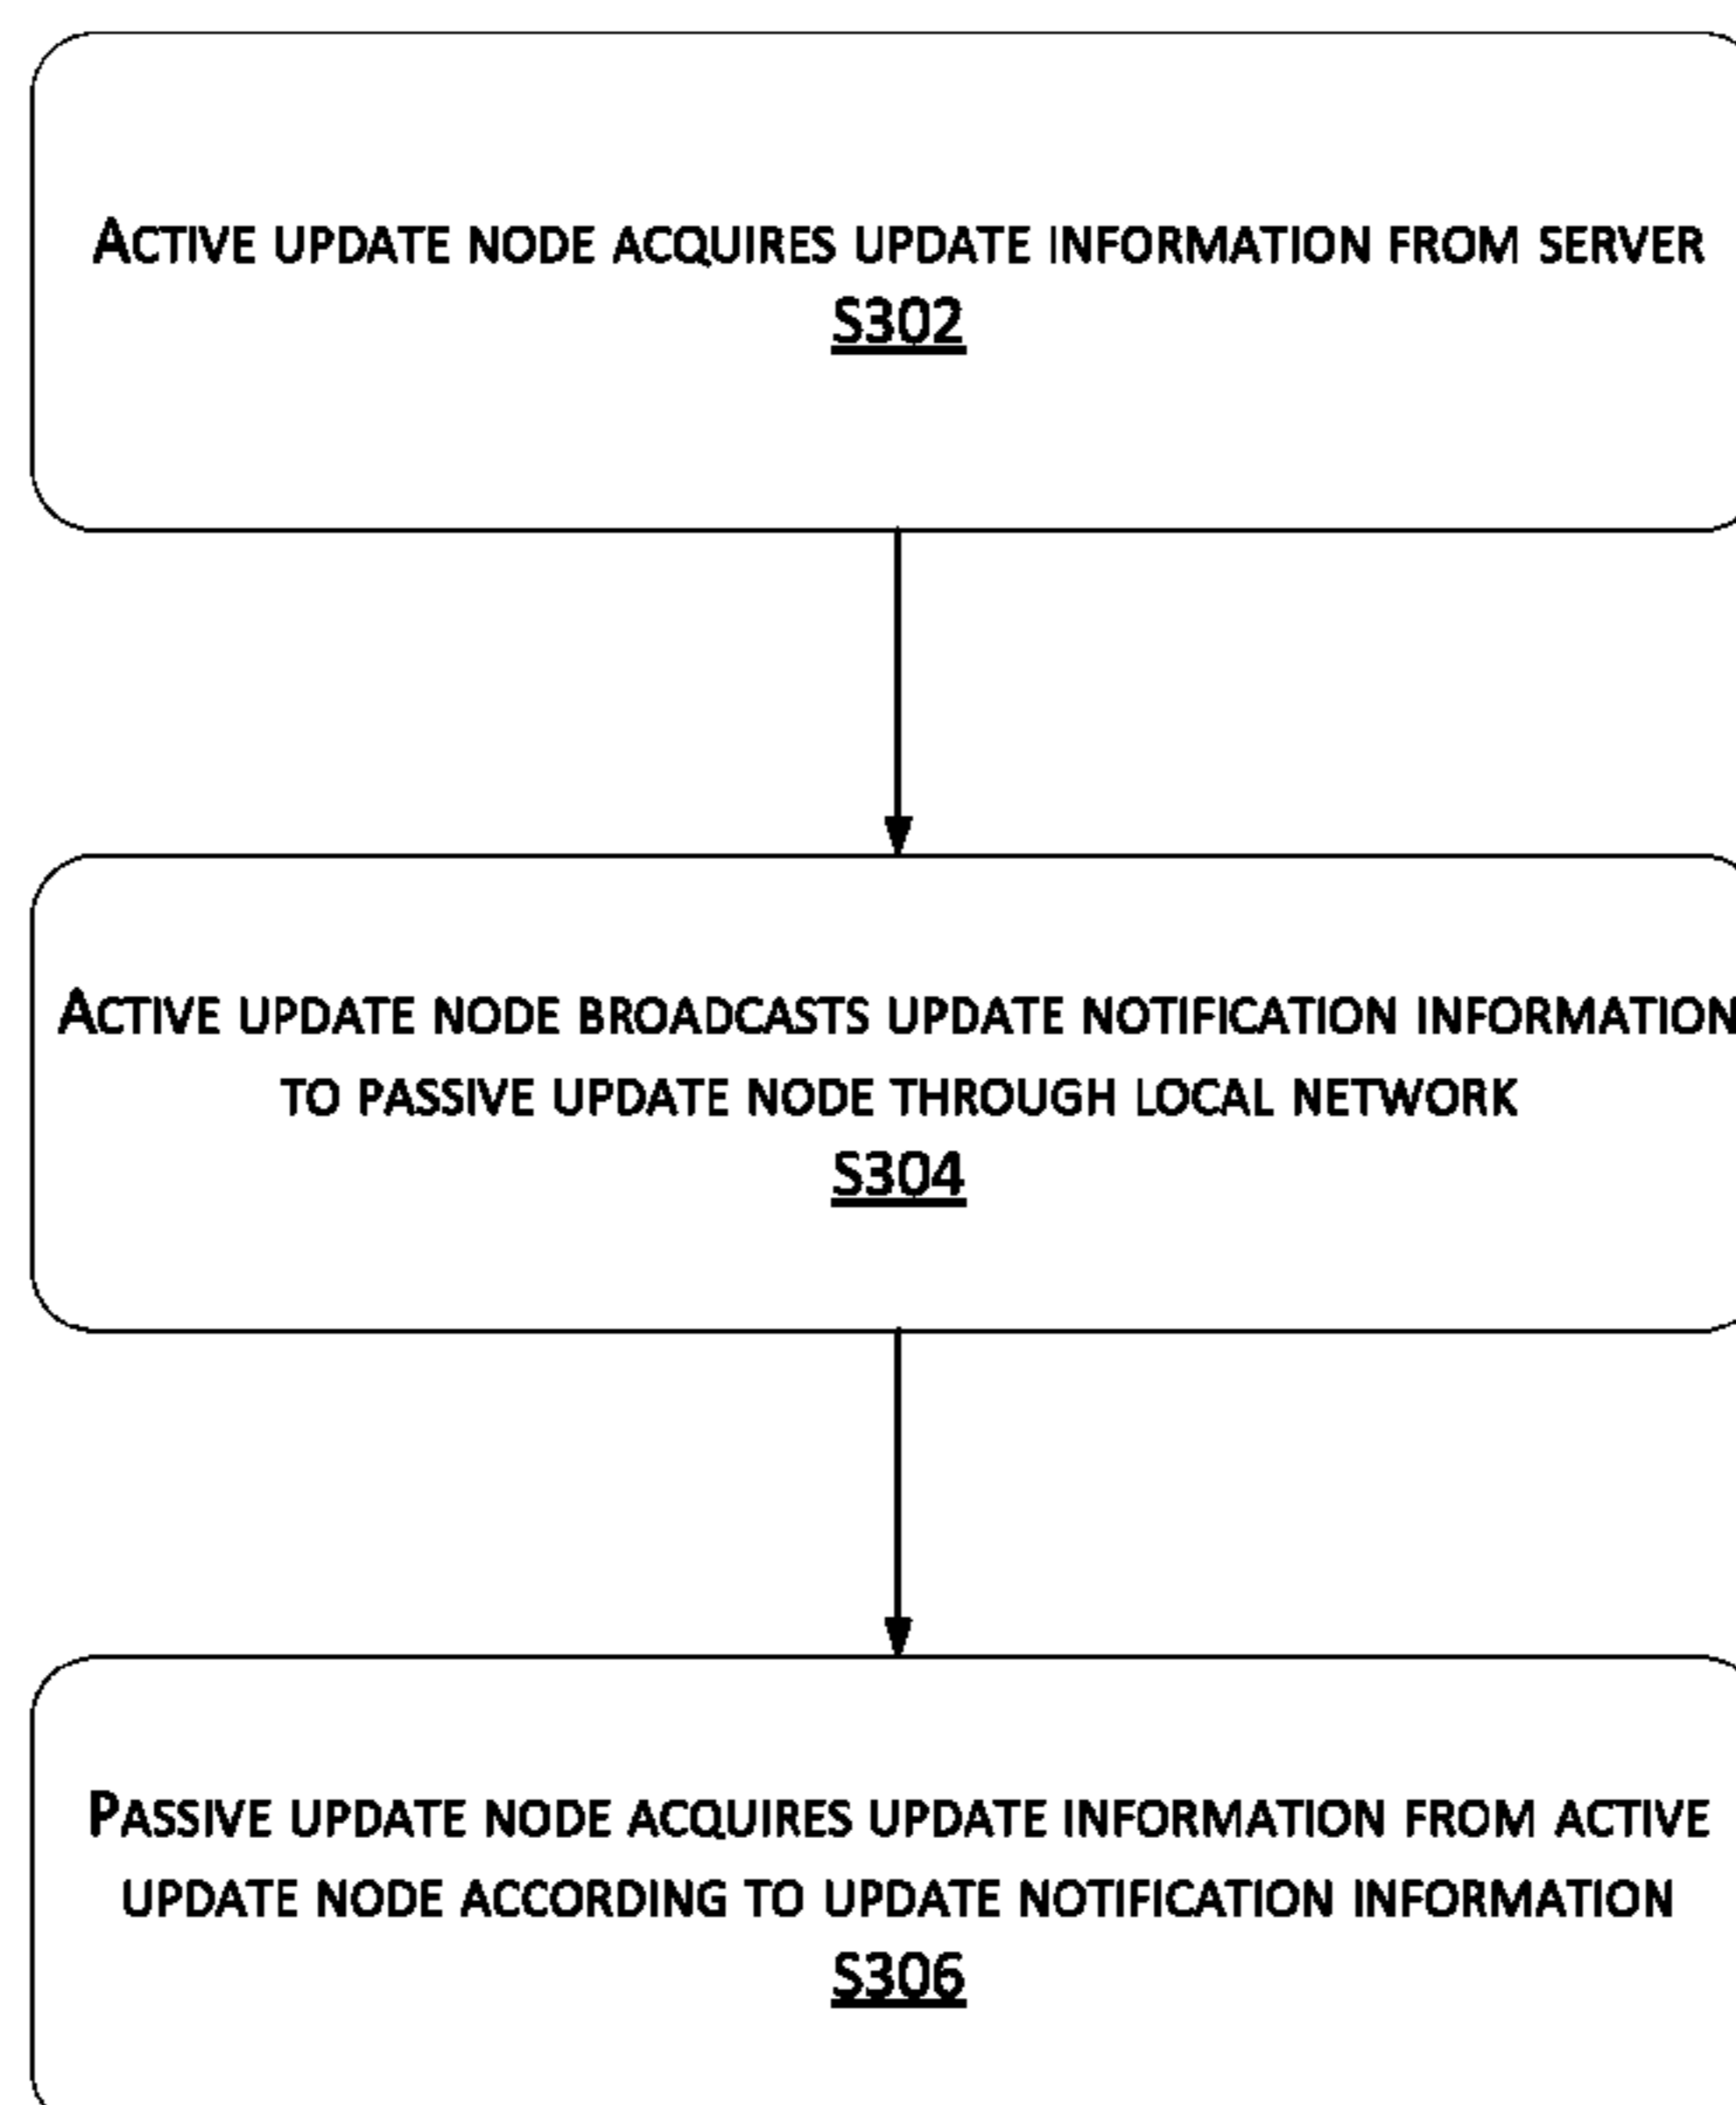 Active update node acquires update information from server
S302
Active update node broadcasts update notification information
to passive update node through local network
S304
Passive update node acquires update information from active
update node according to update notification information
S306